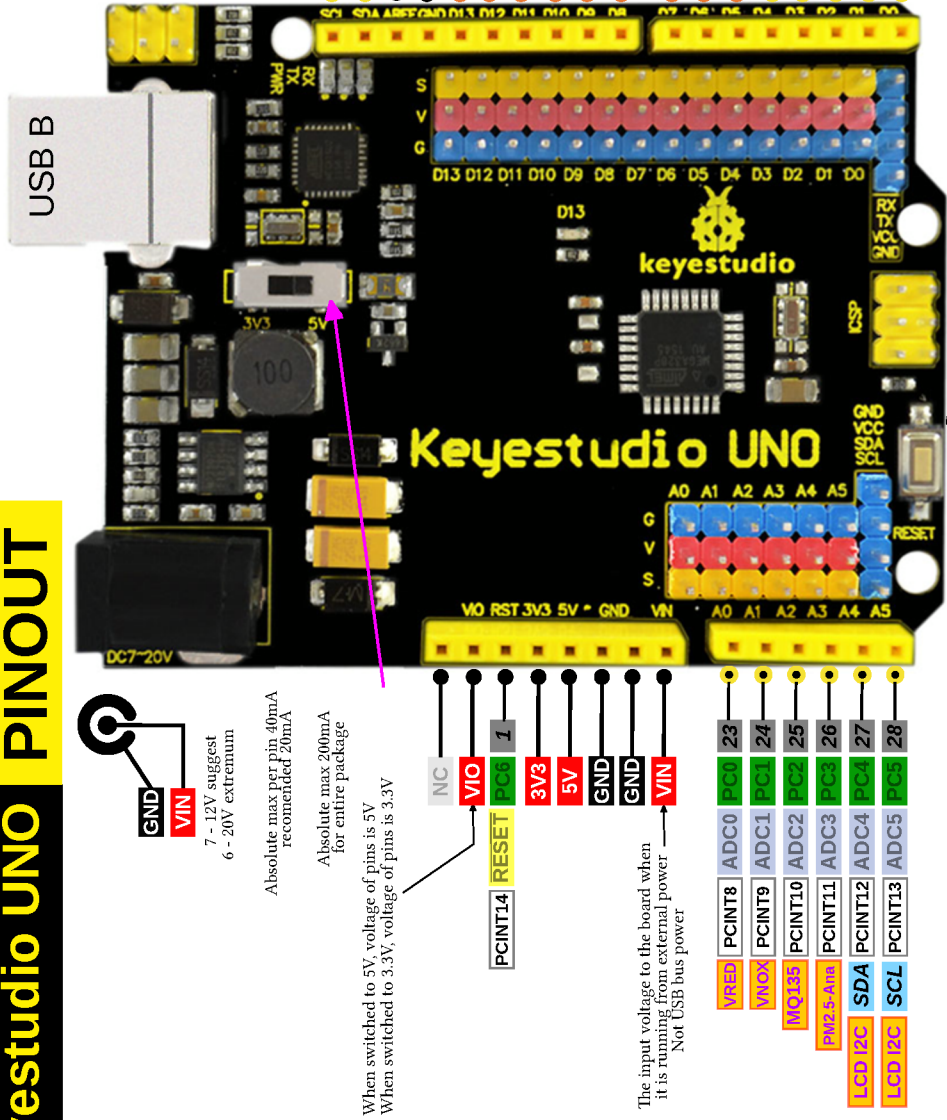 SCL SDA AREF GND D13 D12 D11 D10 D9 D8
D7 D6 D5 D4 D3 D2 D1 D0
RX
TX
PWR
USB B
S
V
G
D13 D12 D11 D10 D9 D8 D7 D6 D5 D4 D3 D2 D1 D0
RX
TX
VCC
GND
D13
keyestudio
ICSP
3V3 5V
100
ATMEL
MEGA328P
AU 1545
GND
VCC
SDA
SCL
Keyestudio UNO
A0 A1 A2 A3 A4 A5
G
V
S
RESET
M7
VIO RST 3V3 5V GND VIN
A0 A1 A2 A3 A4 A5
DC7~20V
yestudio UNO PINOUT
GND
VIN
7 - 12V suggest
6 - 20V extremum
Absolute max per pin 40mA
recomended 20mA
Absolute max 200mA
for entire package
When switched to 5V, voltage of pins is 5V
When switched to 3.3V, voltage of pins is 3.3V
NC
VIO
1 PC6 RESET PCINT14
3V3
5V
GND
GND
VIN
The input voltage to the board when
it is running from external power
Not USB bus power
23 PC0 ADC0 PCINT8 VRED
24 PC1 ADC1 PCINT9 VNOX
25 PC2 ADC2 PCINT10 MQ135
26 PC3 ADC3 PCINT11 PM2.5-Ana
27 PC4 ADC4 PCINT12 SDA LCD I2C
28 PC5 ADC5 PCINT13 SCL LCD I2C